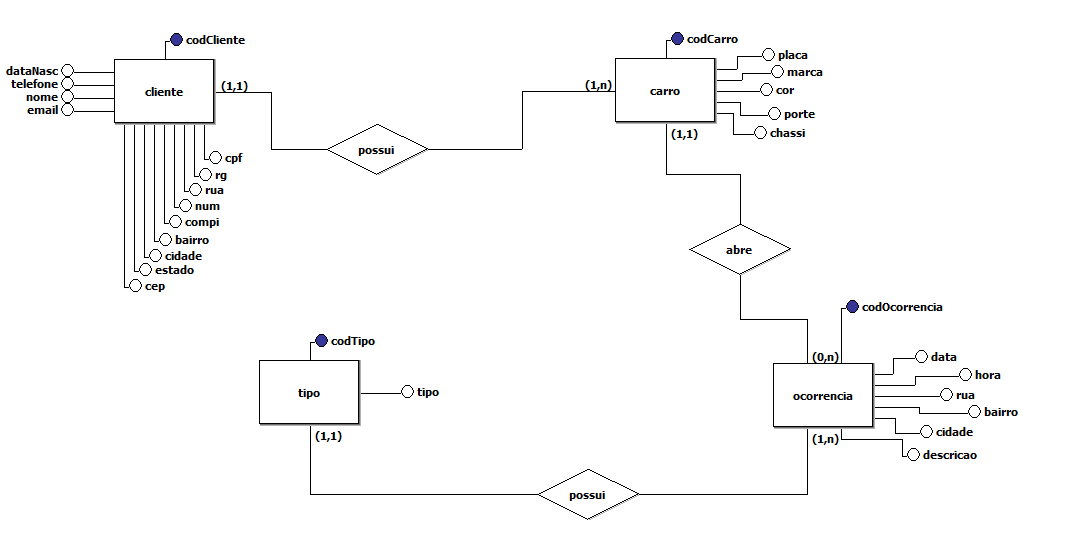 codCliente
dataNasc
telefone
nome
email
cliente
(1,1)
cpf
rg
rua
num
compi
bairro
cidade
estado
cep
possui
codCarro
(1,n)
carro
placa
marca
cor
porte
chassi
(1,1)
abre
codOcorrencia
(0,n)
ocorrencia
data
hora
rua
bairro
cidade
descricao
(1,n)
codTipo
tipo
tipo
(1,1)
possui